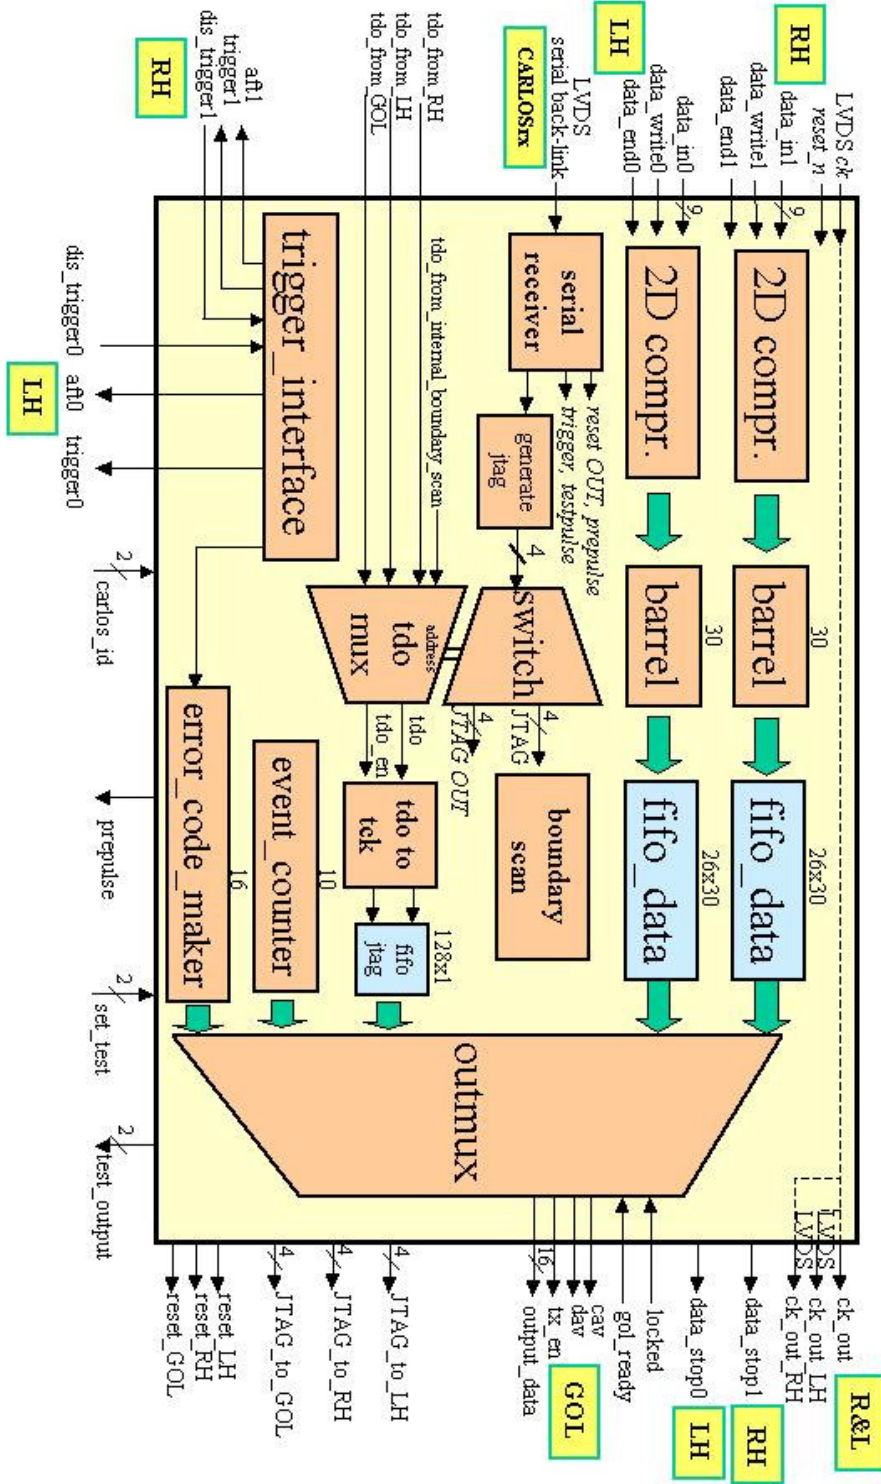 LVDS ck
reset_n
RH
data_in1
data_write1
data_end1
9
LH
data_in0
data_write0
data_end0
9
LVDS
serial back-link
CARLOSrx
tdo_from_RH
tdo_from_LH
tdo_from_GOL
aft1
trigger1
dis_trigger1
RH
2D compr.
barrel
30
fifo_data
26x30
2D compr.
barrel
30
fifo_data
26x30
serial
receiver
reset OUT, prepulse
trigger, testpulse
generate
jtag
4
switch
4
JTAG
4
JTAG OUT
boundary
scan
tdo_from_internal_boundary_scan
address
tdo
mux
tdo
tdo_en
tdo to
tck
fifo
jtag
128x1
trigger_interface
event_counter
10
error_code_maker
16
outmux
dis_trigger0
aft0
trigger0
LH
2
carlos_id
prepulse
2
set_test
2
test_output
LVDS
LVDS
ck_out
ck_out_LH
ck_out_RH
R&L
data_stop1
RH
data_stop0
LH
locked
gol_ready
cav
dav
tx_en
16
output_data
GOL
4
JTAG_to_LH
4
JTAG_to_RH
4
JTAG_to_GOL
reset_LH
reset_RH
reset_GOL